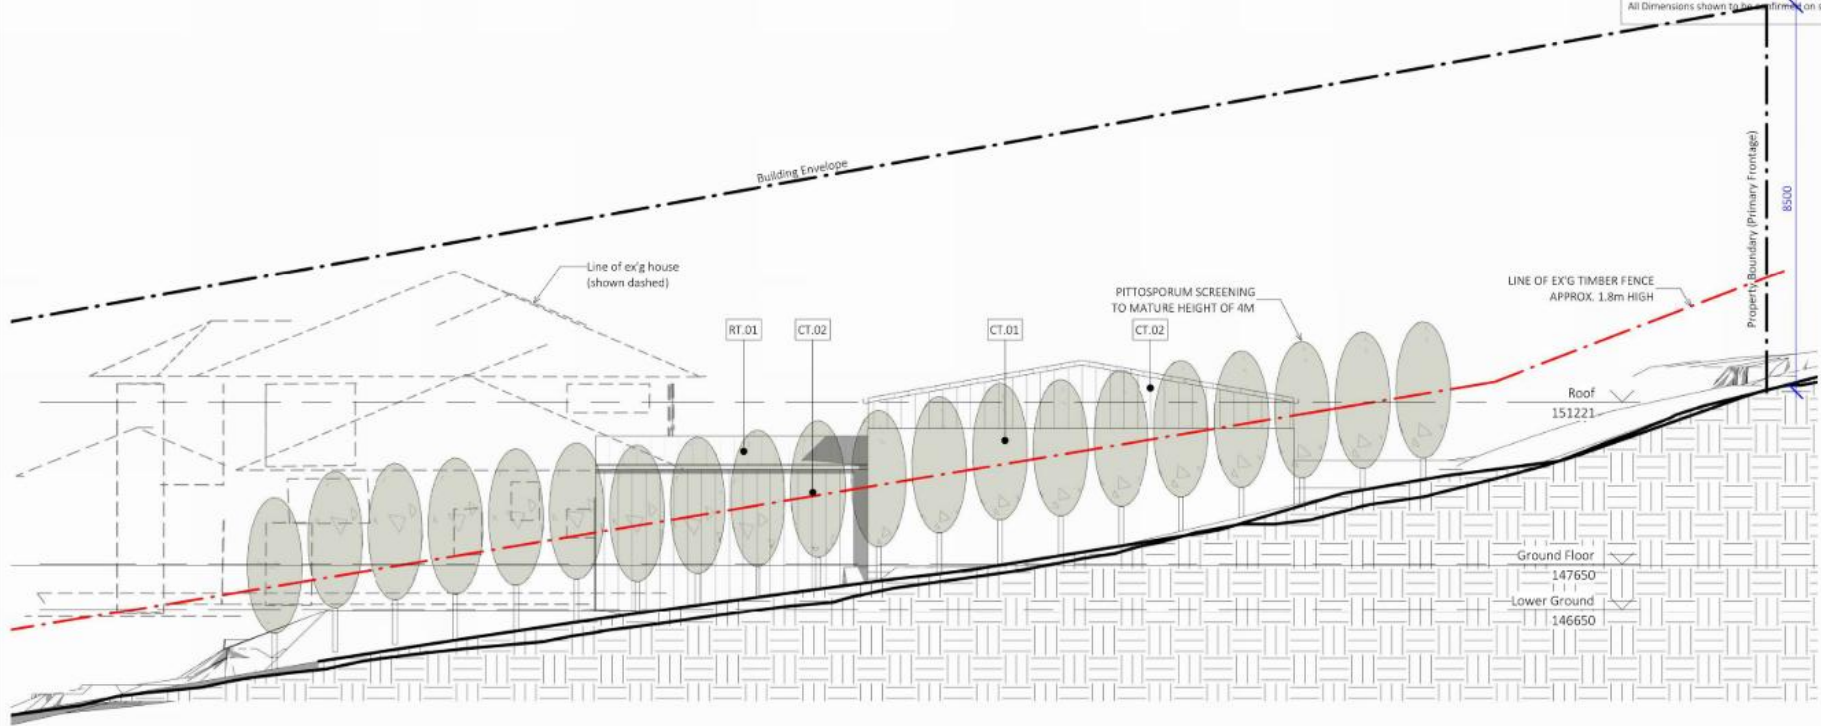 All Dimensions shown to be confirmed on
Building Envelope
Property Boundary (Primary Frontage)
8500
Line of ex'g house
(shown dashed)
PITTOSPORUM SCREENING
TO MATURE HEIGHT OF 4M
LINE OF EX'G TIMBER FENCE
APPROX. 1.8m HIGH
RT.01
CT.02
CT.01
CT.02
Roof
151221
Ground Floor
147650
Lower Ground
146650